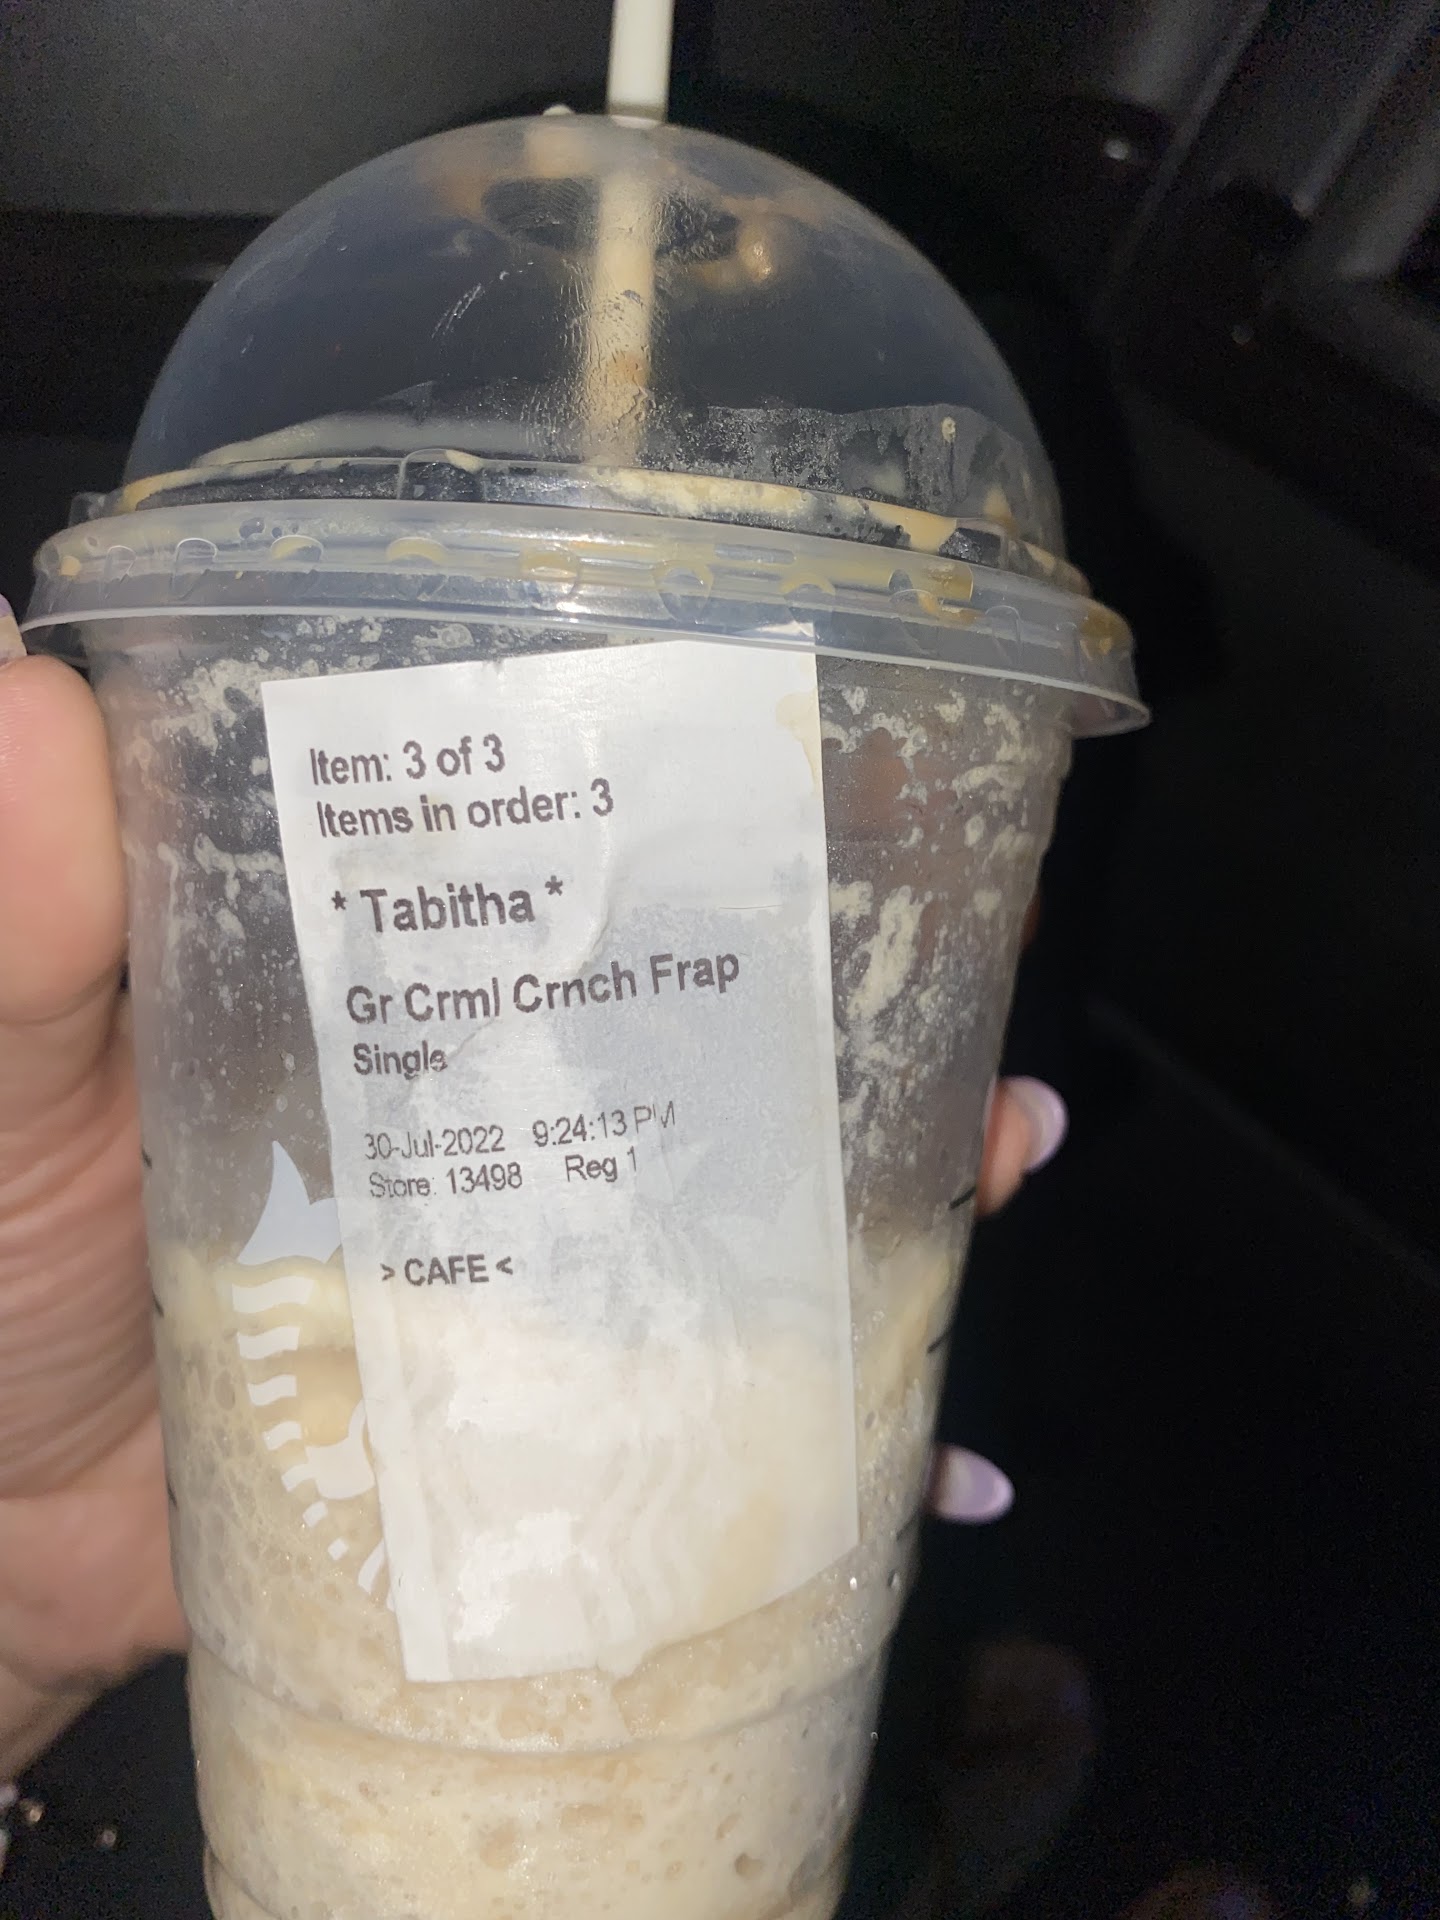 Item: 3 of 3
Items in order: 3
* Tabitha *
Gr Crml Crnch Frap
Single
30-Jul-2022 9:24:13 PM
Store: 13498 Reg 1
> CAFE <